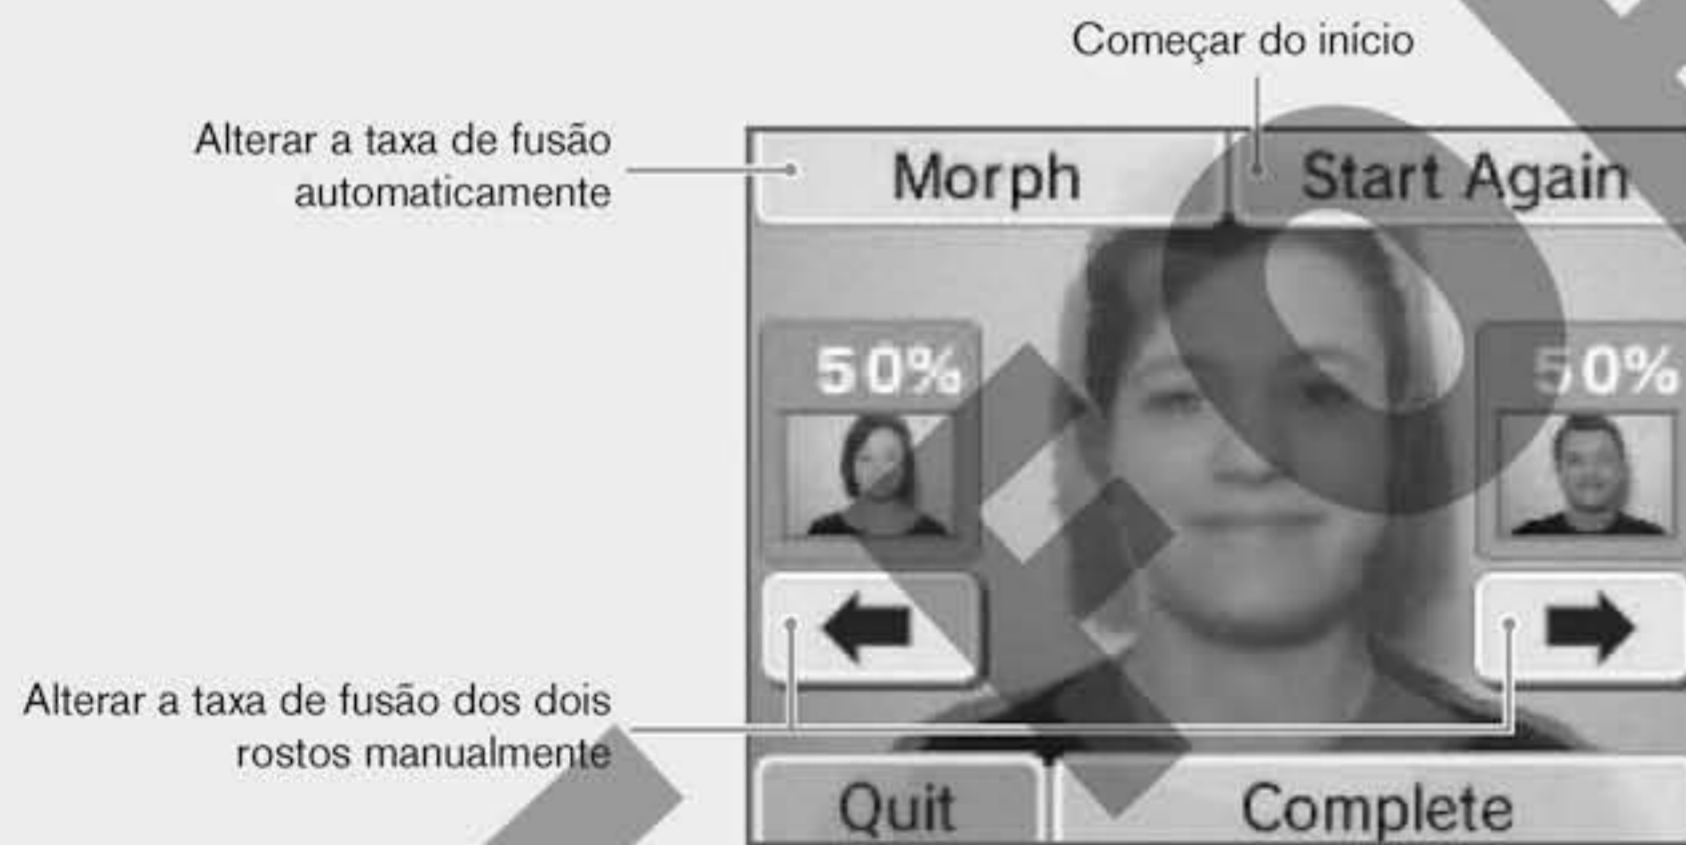 Começar do início
Alterar a taxa de fusão
automaticamente
Morph
Start Again
50%
50%
Alterar a taxa de fusão dos dois
rostos manualmente
Quit
Complete